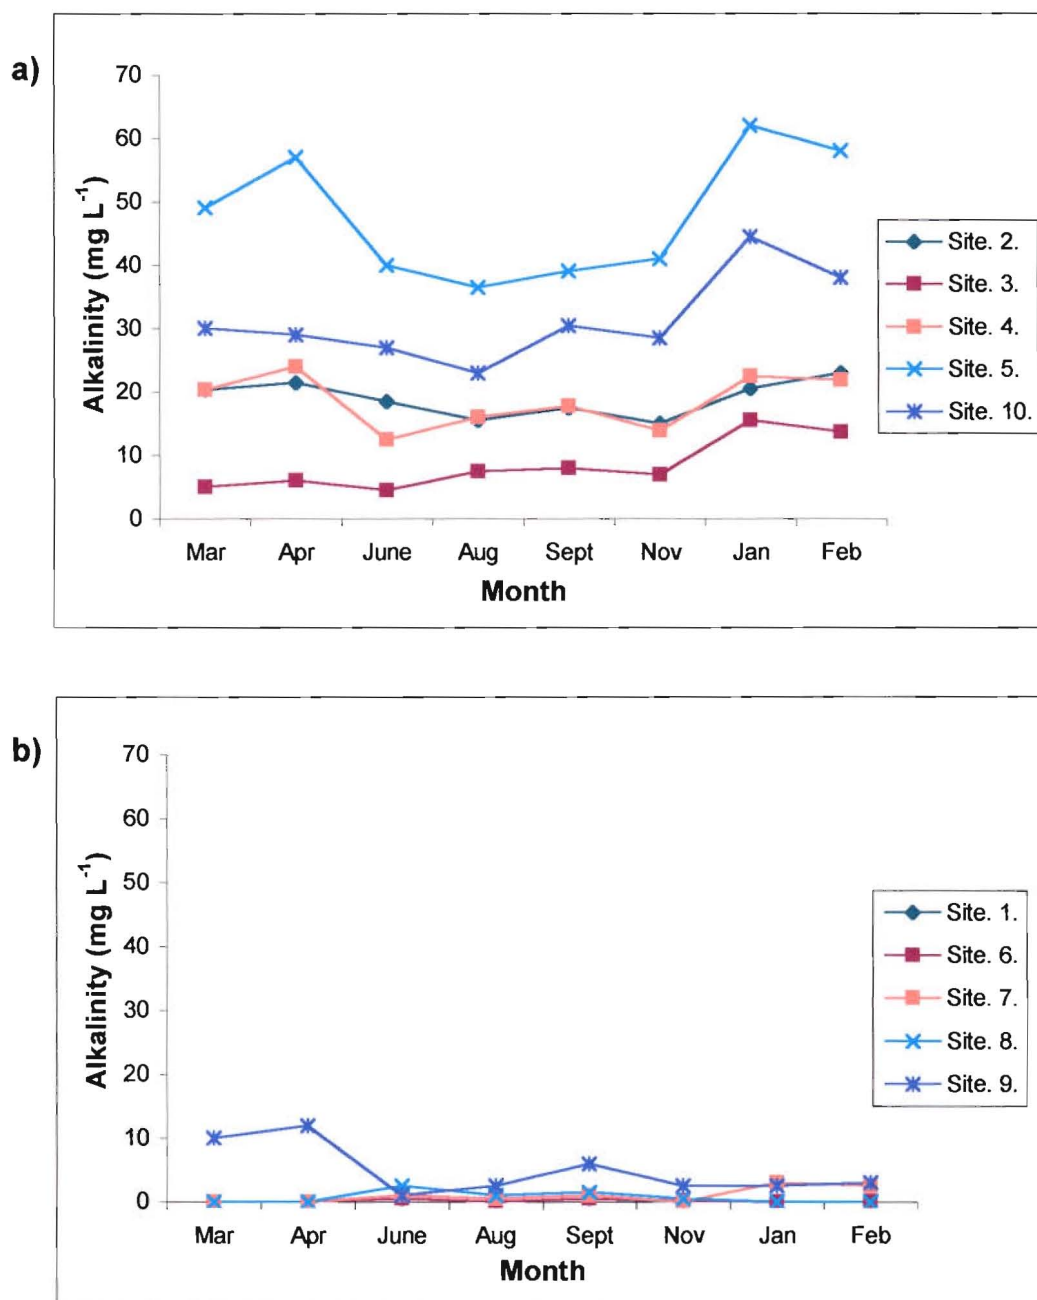 a)
70
60
50
40
30
20
10
0
Alkalinity (mg L-1)
Mar Apr June Aug Sept Nov Jan Feb
Month
Site. 2.
Site. 3.
Site. 4.
Site. 5.
Site. 10.
b)
70
60
50
40
30
20
10
0
Alkalinity (mg L-1)
Mar Apr June Aug Sept Nov Jan Feb
Month
Site. 1.
Site. 6.
Site. 7.
Site. 8.
Site. 9.